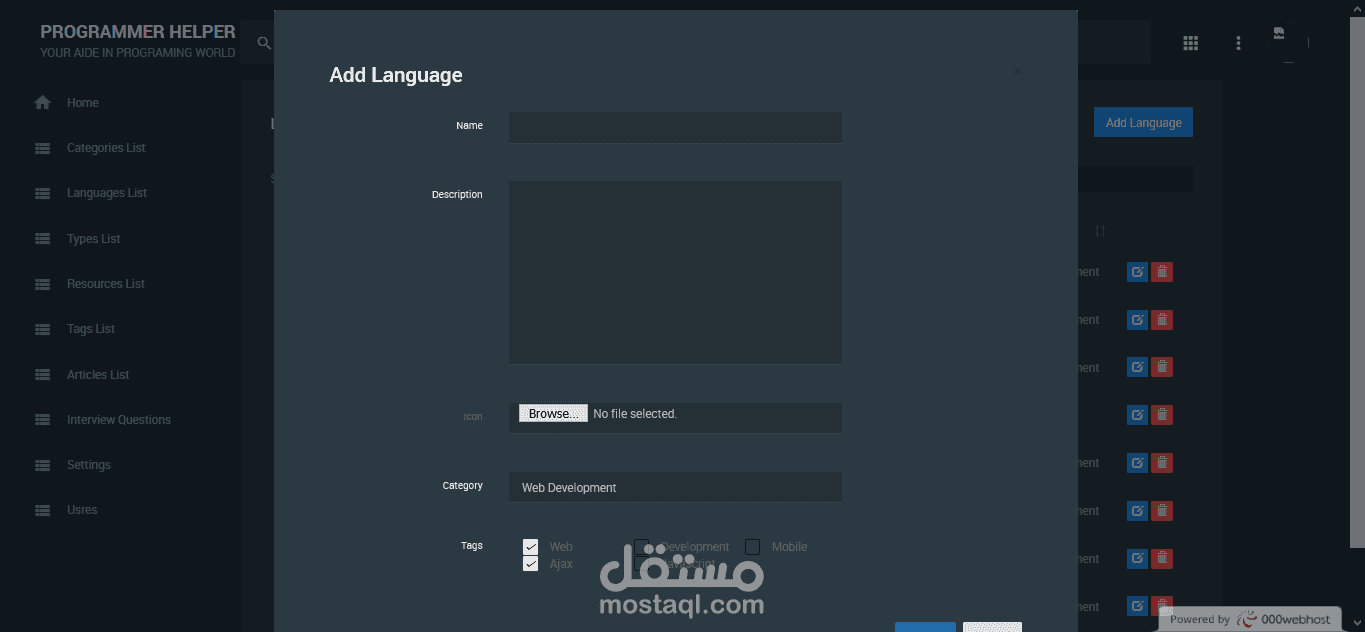 PROGRAMMER HELPER
YOUR AIDE IN PROGRAMING WORLD
Home
Categories List
Languages List
Types List
Resources List
Tags List
Articles List
Interview Questions
Settings
Usres
Add Language
Add Language
Name
Description
Icon
Browse... No file selected.
Category
Web Development
Tags
Web
Development
Mobile
Ajax
Javascript
ment
ment
ment
ment
ment
ment
ment
مستقل
mostaql.com
Powered by 000webhost